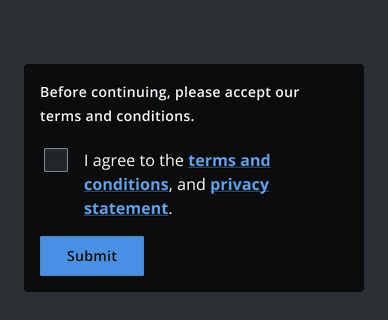 Before continuing, please accept our
terms and conditions.
I agree to the terms and
conditions, and privacy
statement.
Submit